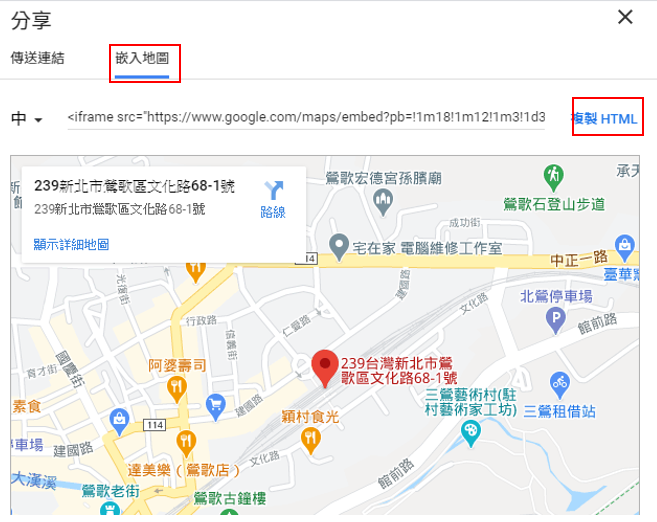 分享
傳送連結
嵌入地圖
中
<iframe src="https://www.google.com/maps/embed?pb=!1m18!1m12!1m3!1d3
複製 HTML
239新北市鶯歌區文化路68-1號
239新北市鶯歌區文化路68-1號
路線
顯示詳細地圖
鶯歌宏德宮孫臏廟
承天
鶯歌石登山步道
成功街
宅在家 電腦維修工作室
中正一路
臺華窯
建國路
文化路
北鶯停車場
館前路
光復街
行政路
仁愛路
信義街
國慶街
育才街
阿婆壽司
239台灣新北市鶯
歌區文化路68-1號
素食
建國路
潁村食光
三鶯藝術村(駐
村藝術家工坊)
三鶯租借站
114
停車場
建國路
達美樂（鶯歌店）
文化路
館前路
大漢溪
鶯歌老街
鶯歌古鐘樓